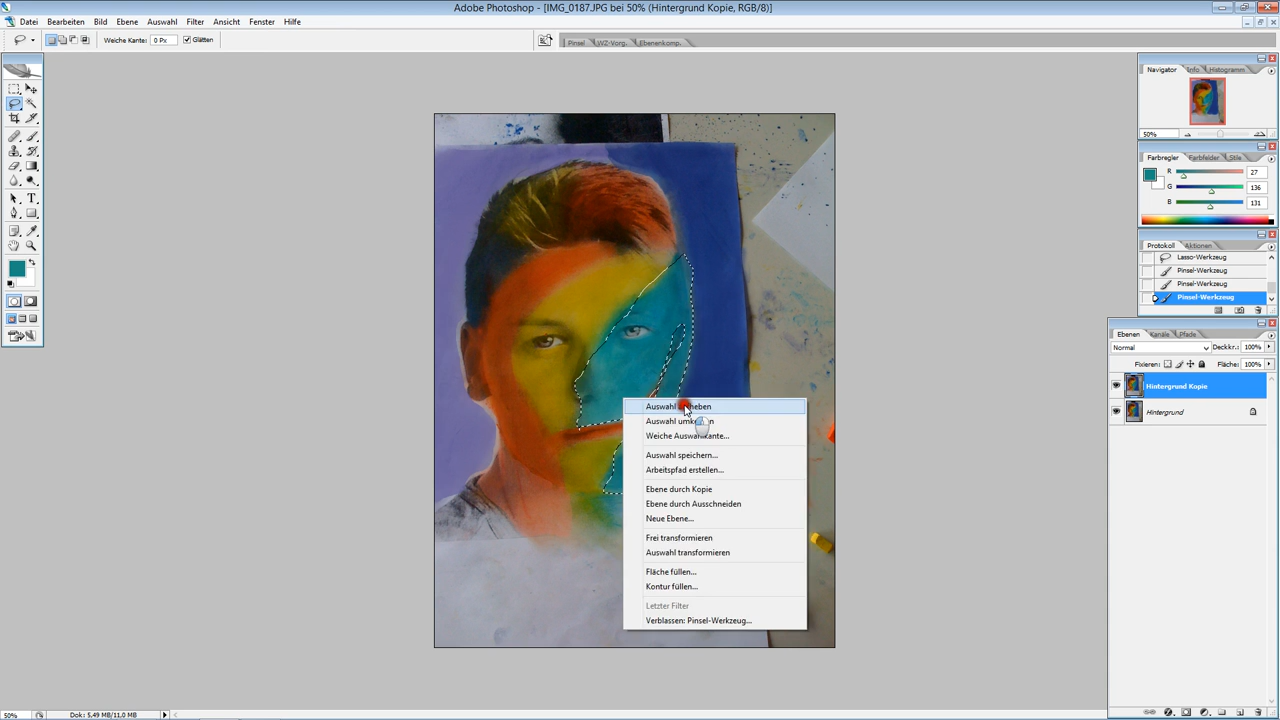 Adobe Photoshop - [IMG_0187.JPG bei 50% (Hintergrund Kopie, RGB/8)]
Datei Bearbeiten Bild Ebene Auswahl Filter Ansicht Fenster Hilfe
Weiche Kante: 0 Px Glätten
Pinsel WZ-Vorg. Ebenenkomp.
Navigator Info Histogramm
50%
Farbregler Farbfelder Stile
R 27
G 136
B 131
Protokoll Aktionen
Lasso-Werkzeug
Pinsel-Werkzeug
Pinsel-Werkzeug
Pinsel-Werkzeug
Ebenen Kanäle Pfade
Normal Deckkr.: 100%
Fixieren: Fläche: 100%
Hintergrund Kopie
Hintergrund
Auswahl
Auswahl
Weiche Auswahlkante...
Auswahl speichern...
Arbeitspfad erstellen...
Ebene durch Kopie
Ebene durch Ausschneiden
Neue Ebene...
Frei transformieren
Auswahl transformieren
Fläche füllen...
Kontur füllen...
Letzter Filter
Verblassen: Pinsel-Werkzeug...
50% Dok: 5,49 MB/11,0 MB